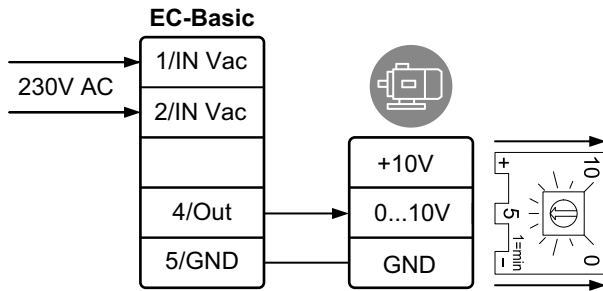 EC-Basic
230V AC
1/IN Vac
2/IN Vac
4/Out
5/GND
+10V
0...10V
GND
+
5
-
1=min
10
0